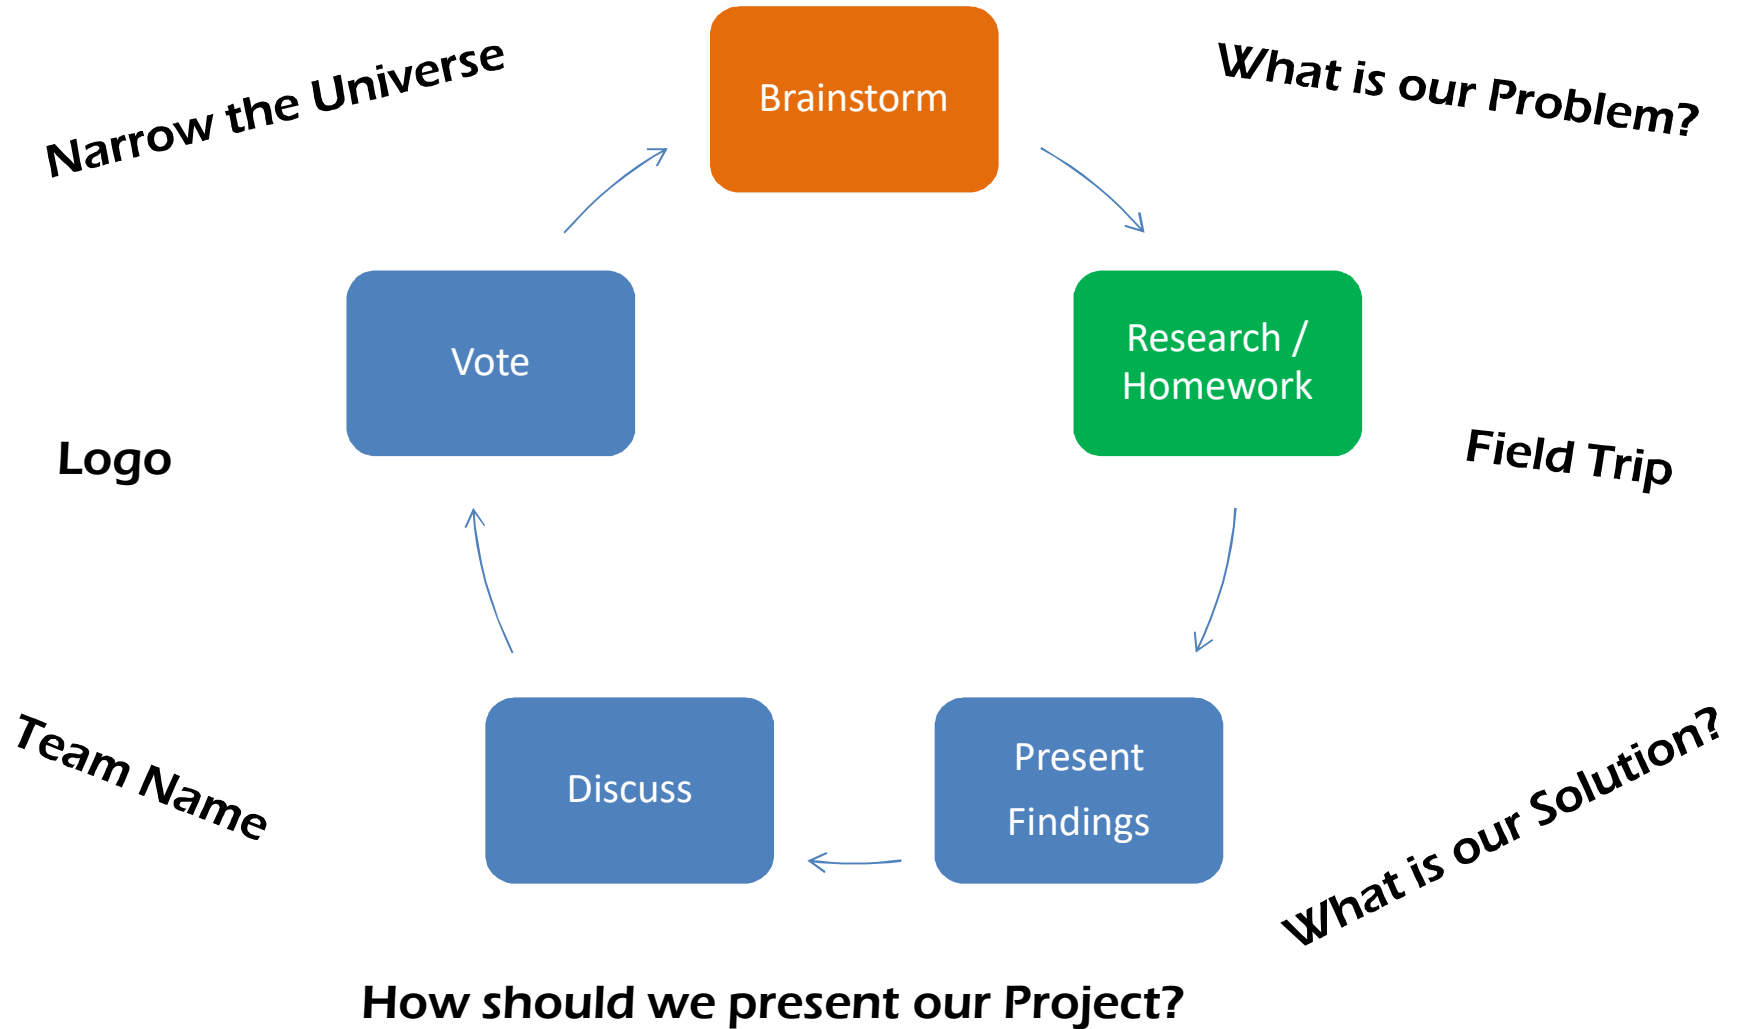 Narrow the Universe
Brainstorm
What is our Problem?
Vote
Research /
Homework
Logo
Field Trip
Team Name
Discuss
Present
Findings
What is our Solution?
How should we present our Project?